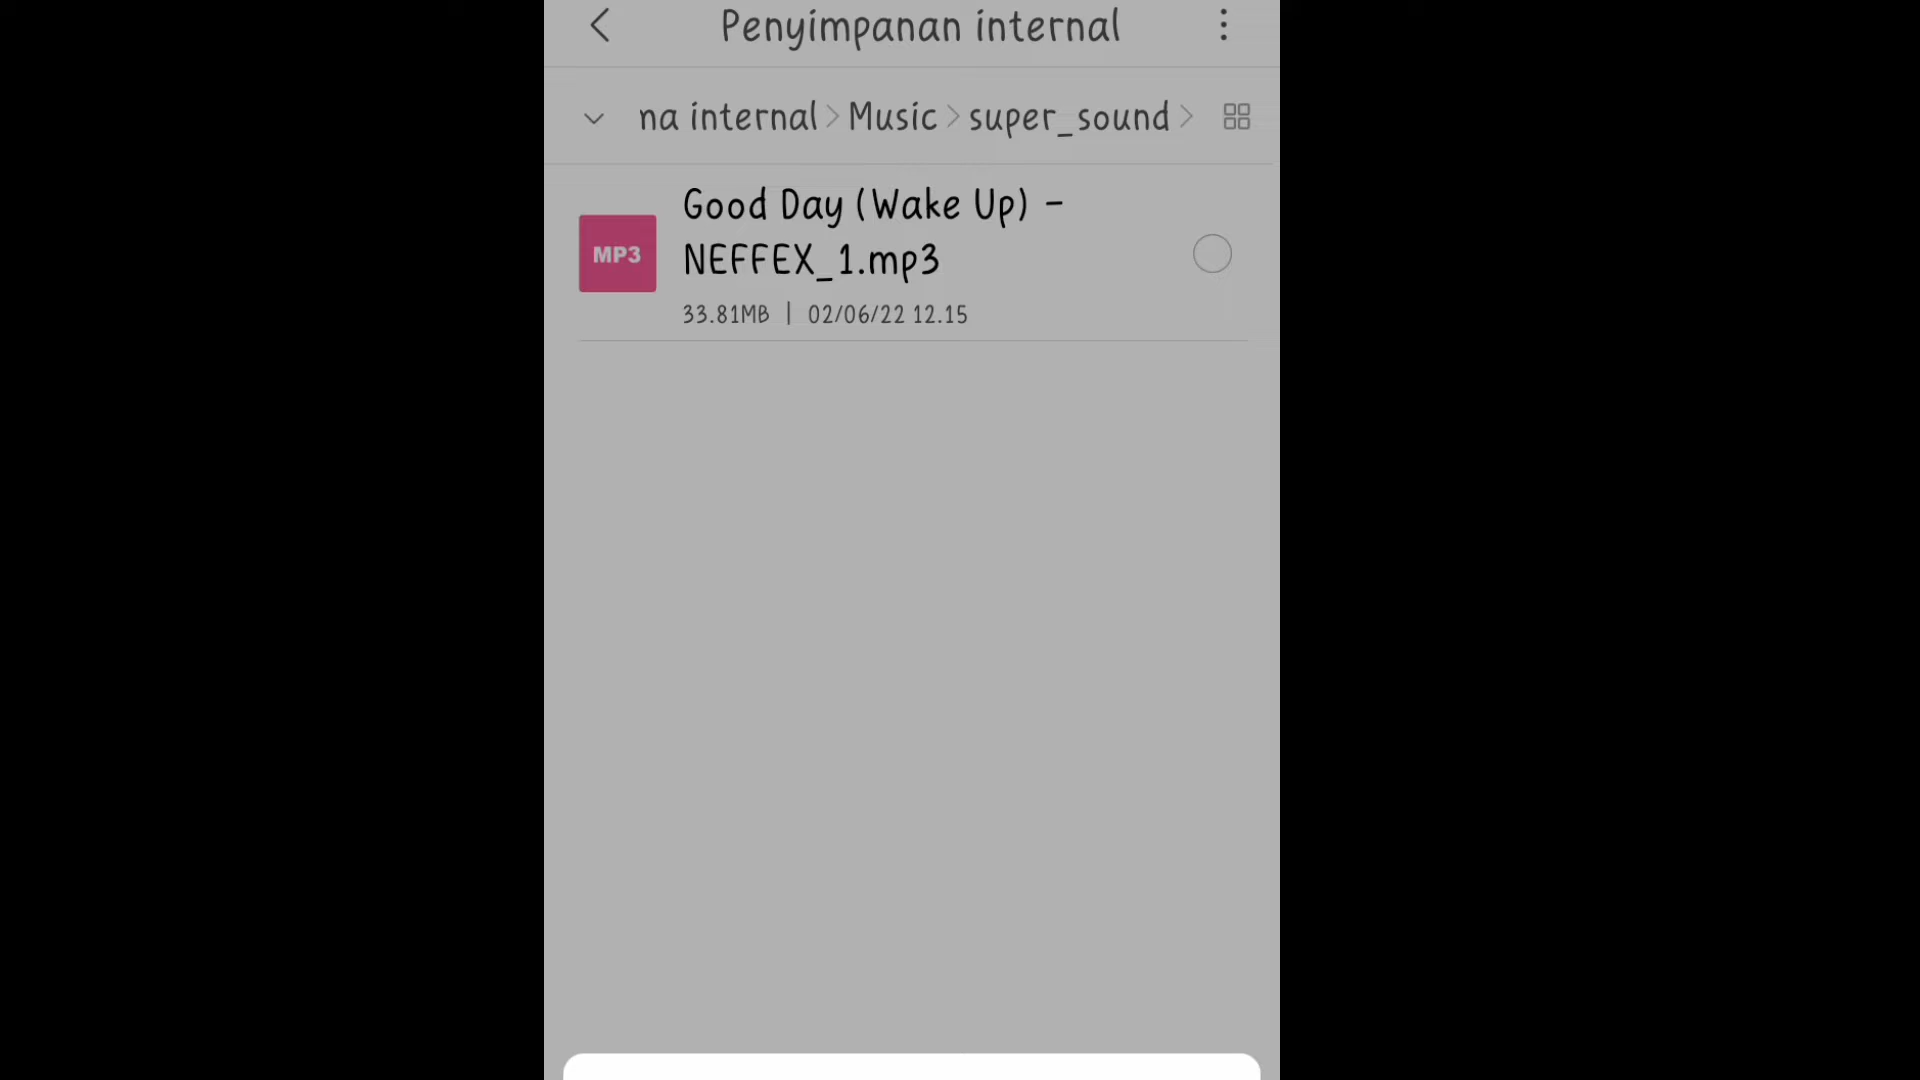 Penyimpanan internal
na internal > Music > super_sound >
Good Day (Wake Up) -
MP3
NEFFEX_1.mp3
33.81MB | 02/06/22 12.15